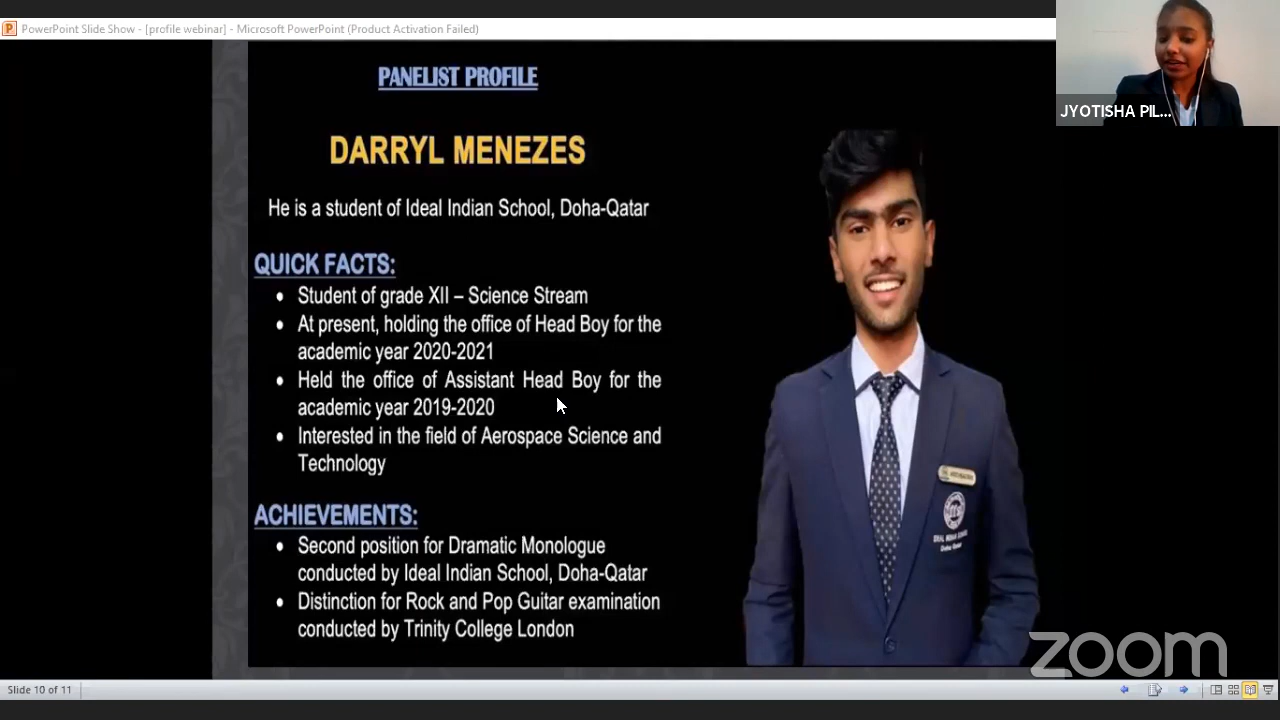 PowerPoint Slide Show - [profile webinar] - Microsoft PowerPoint (Product Activation Failed)
JYOTISHA PIL...
PANELIST PROFILE
DARRYL MENEZES
He is a student of Ideal Indian School, Doha-Qatar
QUICK FACTS:
• Student of grade XII – Science Stream
• At present, holding the office of Head Boy for the
academic year 2020-2021
• Held the office of Assistant Head Boy for the
academic year 2019-2020
• Interested in the field of Aerospace Science and
Technology
ACHIEVEMENTS:
• Second position for Dramatic Monologue
conducted by Ideal Indian School, Doha-Qatar
• Distinction for Rock and Pop Guitar examination
conducted by Trinity College London
IDEAL INDIAN SCHOOL
Doha-Qatar
zoom
Slide 10 of 11